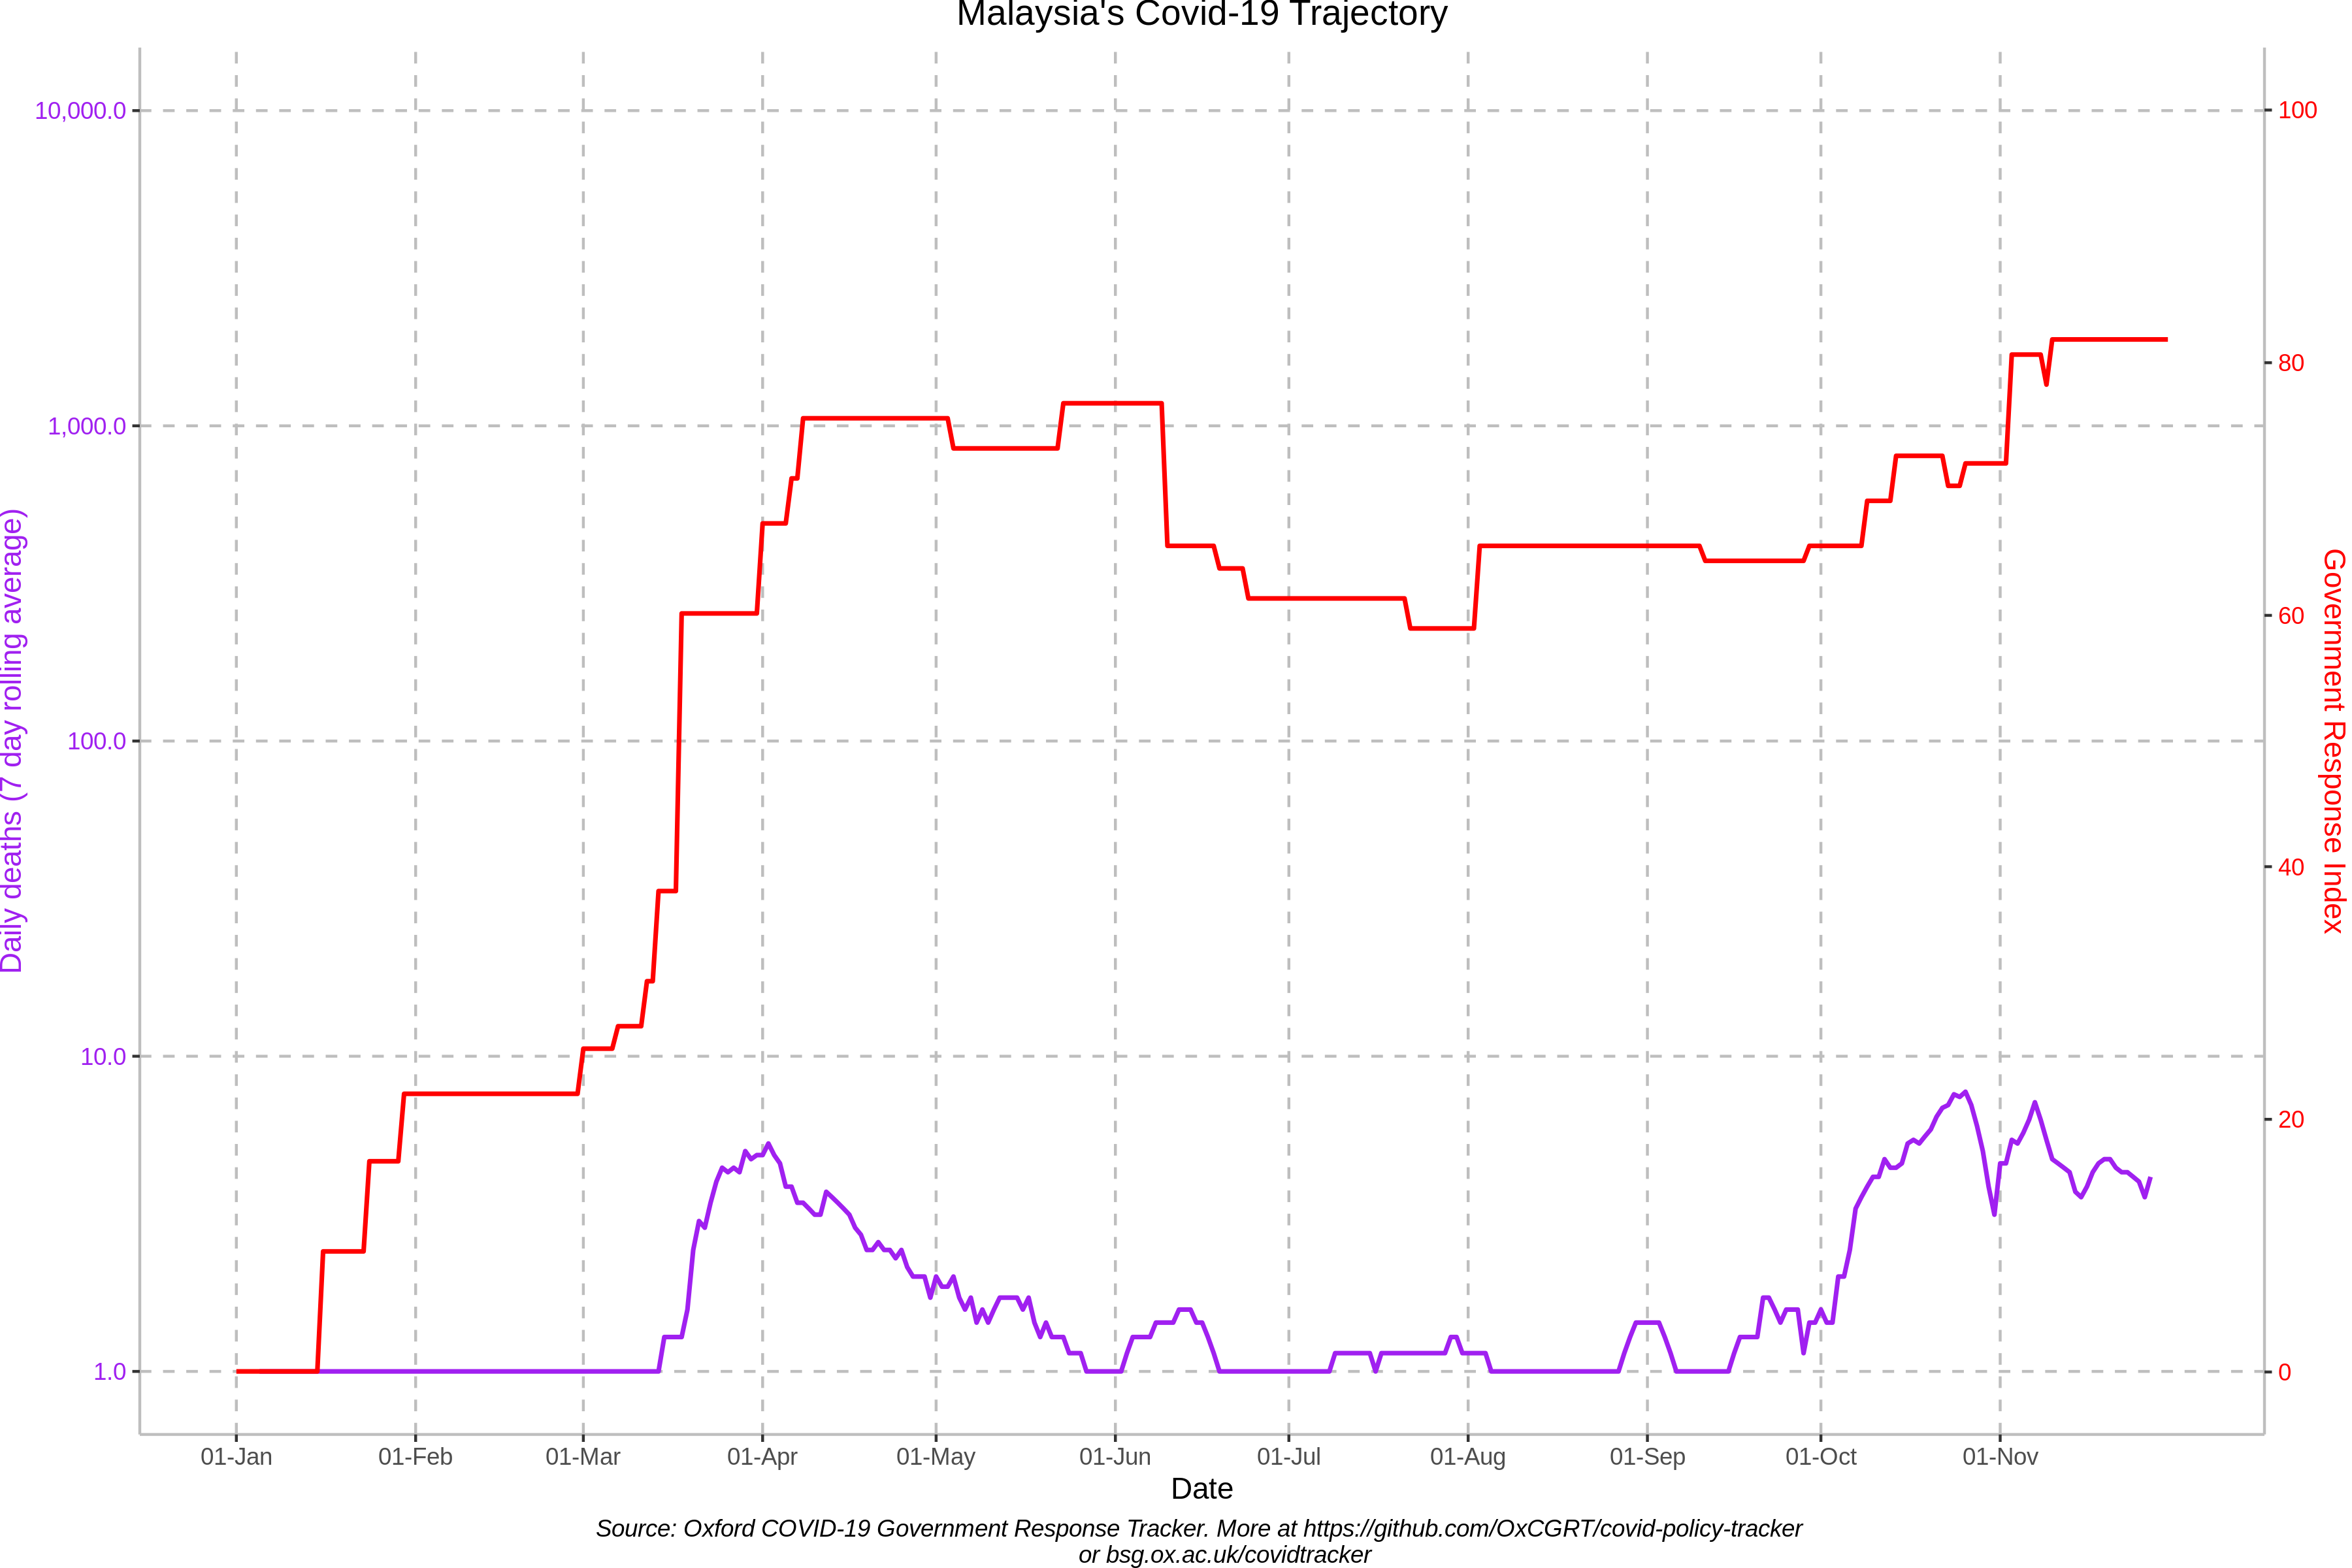 Malaysia's Covid-19 Trajectory
10,000.0
1,000.0
100.0
10.0
1.0
Daily deaths (7 day rolling average)
100
80
60
40
20
0
Government Response Index
01-Jan
01-Feb
01-Mar
01-Apr
01-May
01-Jun
01-Jul
01-Aug
01-Sep
01-Oct
01-Nov
Date
Source: Oxford COVID-19 Government Response Tracker. More at https://github.com/OxCGRT/covid-policy-tracker
or bsg.ox.ac.uk/covidtracker